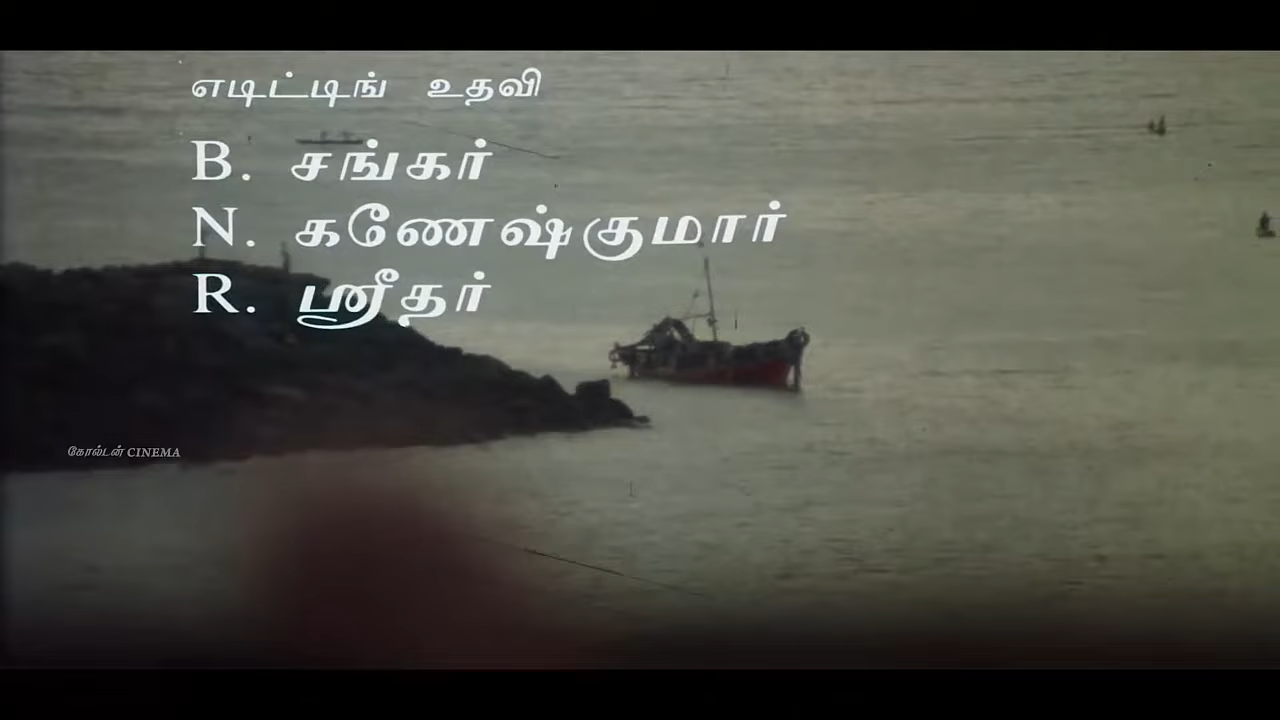 எடிட்டிங் உதவி
B. சங்கர்
N. கணேஷ்குமார்
R. ஸ்ரீதர்
கோல்டன் CINEMA